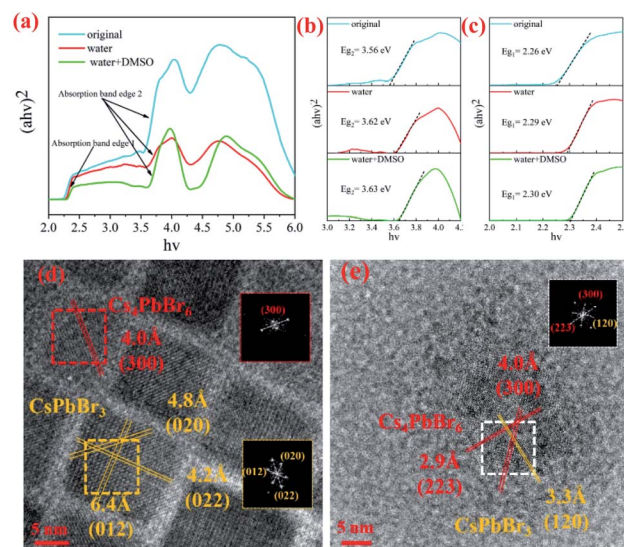 (a)
original
water
water+DMSO
Absorption band edge 2
Absorption band edge 1
(ahv)²
2.0 2.5 3.0 3.5 4.0 4.5 5.0 5.5 6.0
hv
(b)
original
Eg₂= 3.56 eV
water
Eg₂= 3.62 eV
water+DMSO
Eg₂= 3.63 eV
(ahv)²
3.0 3.2 3.4 3.6 3.8 4.0 4.2
hv
(c)
original
Eg₁= 2.26 eV
water
Eg₁= 2.29 eV
water+DMSO
Eg₁= 2.30 eV
(ahv)²
2.0 2.1 2.2 2.3 2.4 2.5
hv
(d)
Cs₄PbBr₆
4.0Å
(300)
(300)
CsPbBr₃
4.8Å
(020)
4.2Å
(022)
6.4Å
(012)
(020)
(012)
(022)
5 nm
(e)
(300)
(223)
(120)
4.0Å
(300)
Cs₄PbBr₆
2.9Å
(223)
3.3Å
(120)
CsPbBr₃
5 nm